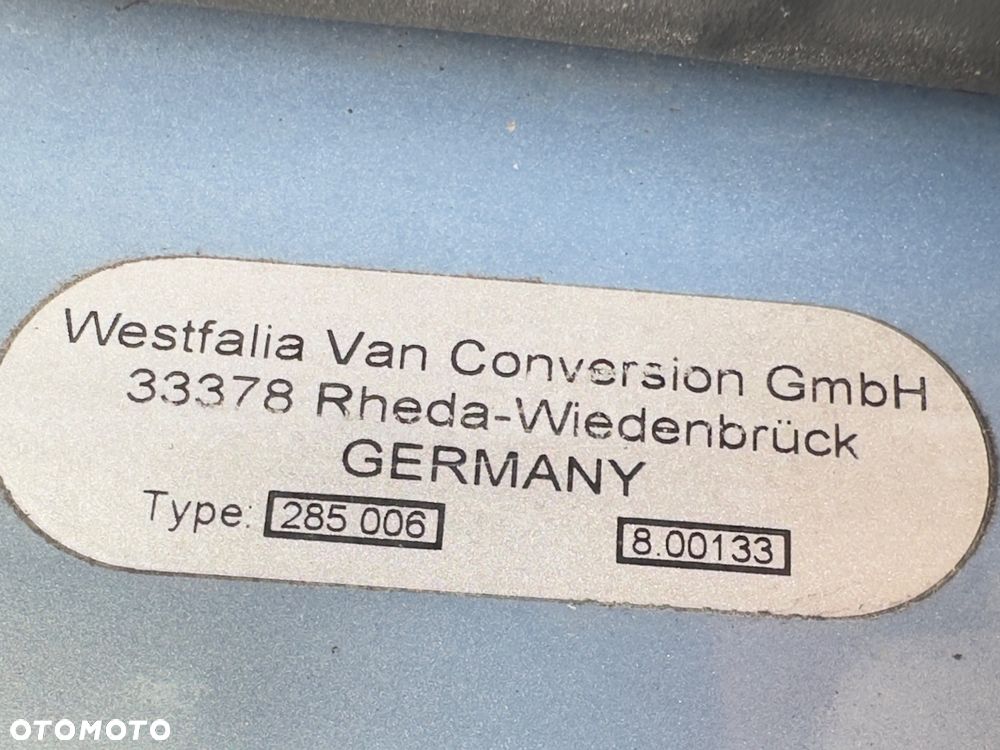 Westfalia Van Conversion GmbH
33378 Rheda-Wiedenbrück
GERMANY
Type: 285 006 8.00133
OTOMOTO